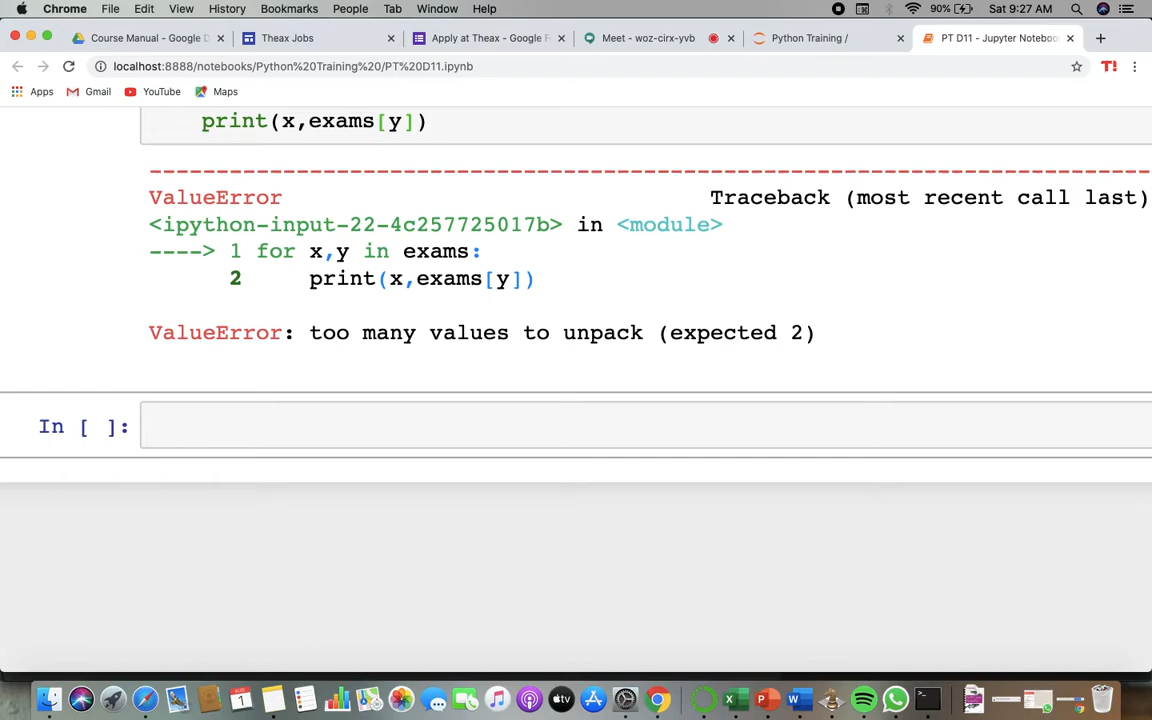 Chrome File Edit View History Bookmarks People Tab Window Help 90% Sat 9:27 AM
Course Manual - Google D Theax Jobs Apply at Theax - Google F Meet - woz-cirx-yvb Python Training / PT D11 - Jupyter Noteboo
localhost:8888/notebooks/Python%20Training%20/PT%20D11.ipynb T!
Apps Gmail YouTube Maps
print(x,exams[y])
---------------------------------------------------------------------------
ValueError Traceback (most recent call last)
<ipython-input-22-4c257725017b> in <module>
----> 1 for x,y in exams:
2 print(x,exams[y])
ValueError: too many values to unpack (expected 2)
In [ ]: